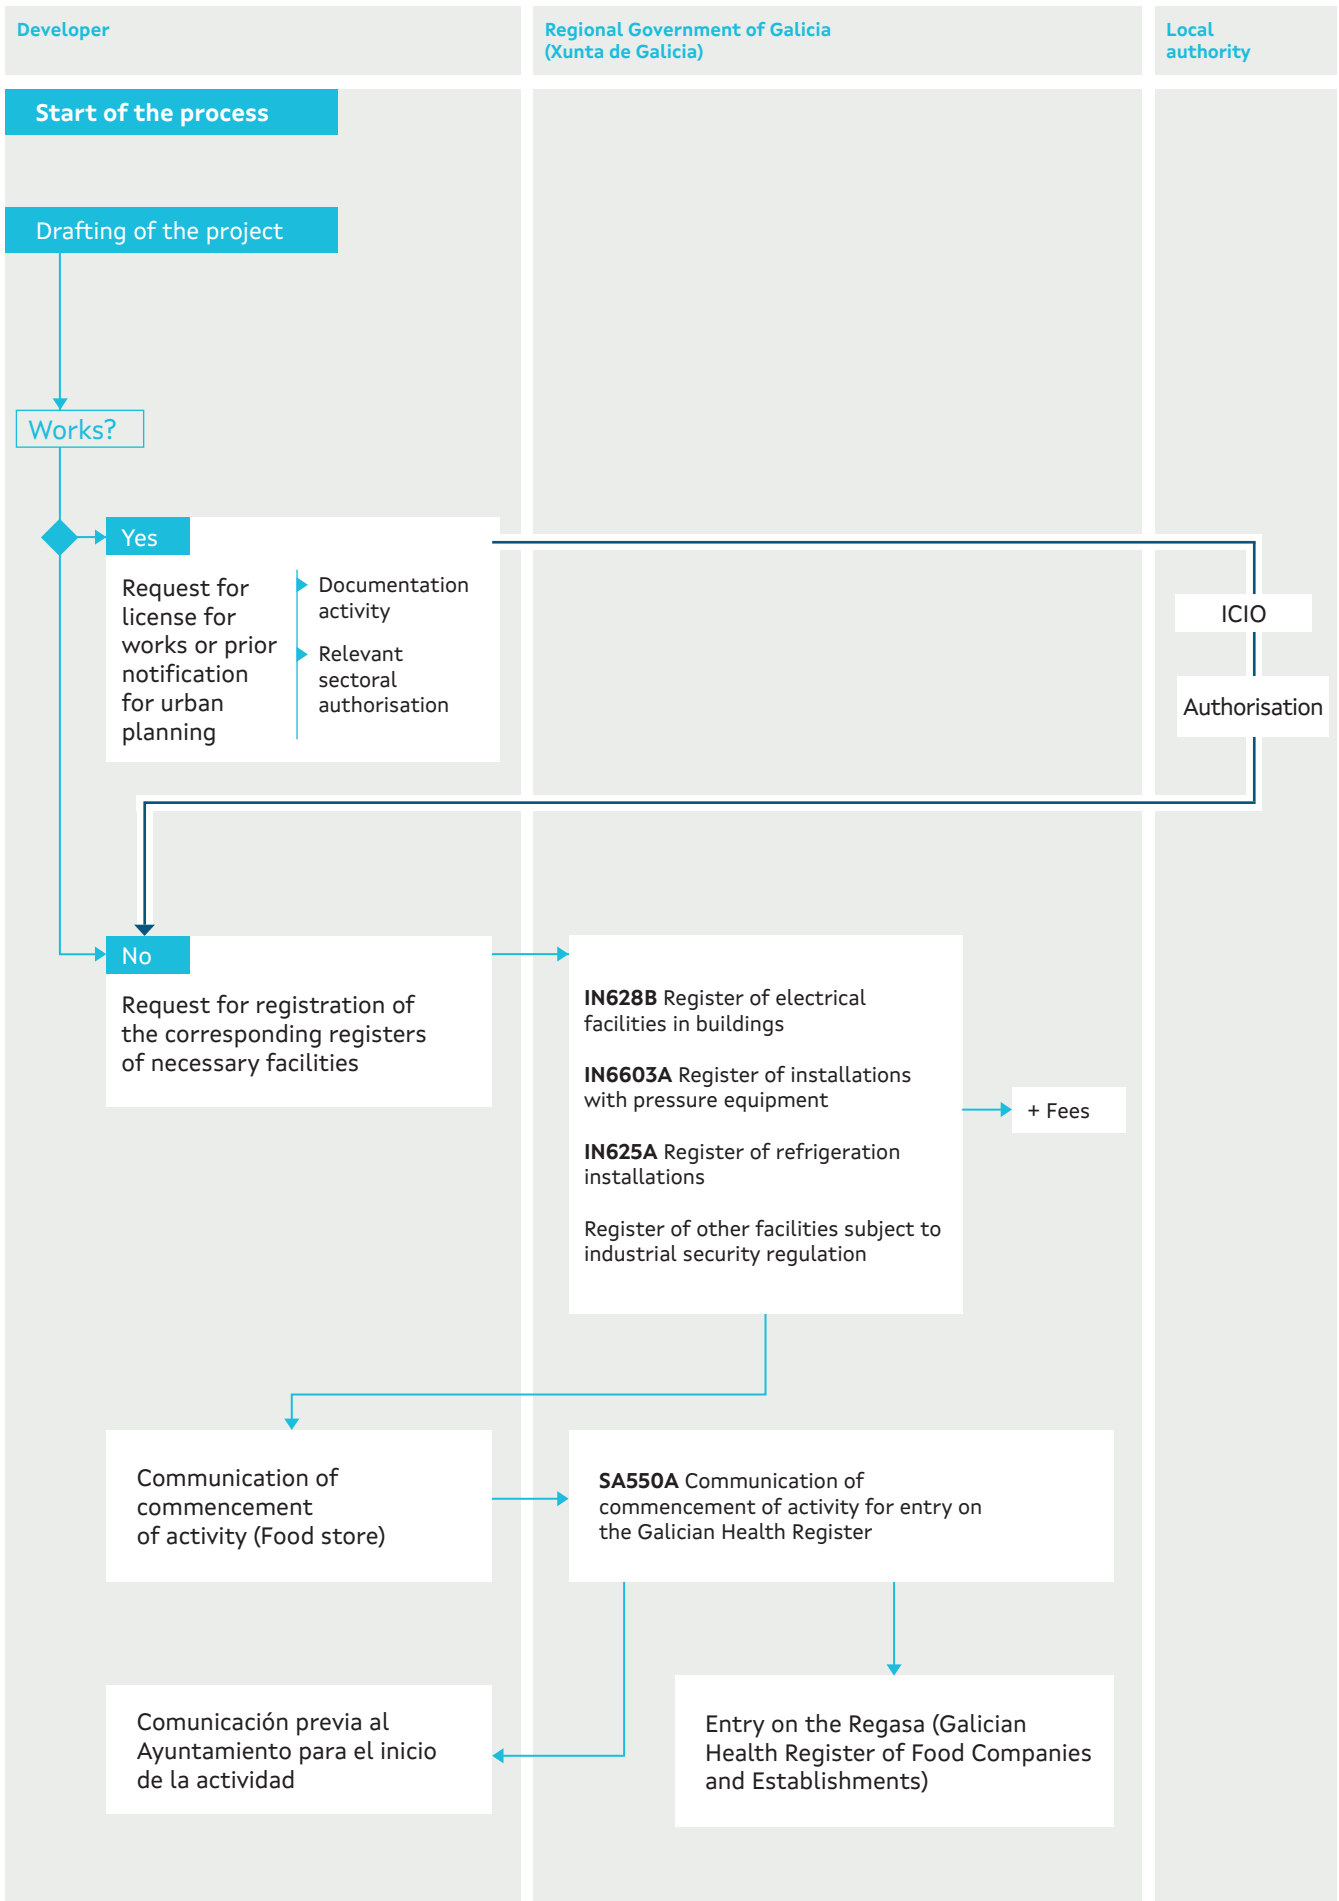 Developer
Regional Government of Galicia
(Xunta de Galicia)
Local
authority
Start of the process
Drafting of the project
Works?
Yes
Request for
license for
works or prior
notification
for urban
planning
Documentation
activity
Relevant
sectoral
authorisation
ICIO
Authorisation
No
Request for registration of
the corresponding registers
of necessary facilities
IN628B Register of electrical
facilities in buildings
IN6603A Register of installations
with pressure equipment
IN625A Register of refrigeration
installations
Register of other facilities subject to
industrial security regulation
+ Fees
Communication of
commencement
of activity (Food store)
SA550A Communication of
commencement of activity for entry on
the Galician Health Register
Comunicación previa al
Ayuntamiento para el inicio
de la actividad
Entry on the Regasa (Galician
Health Register of Food Companies
and Establishments)